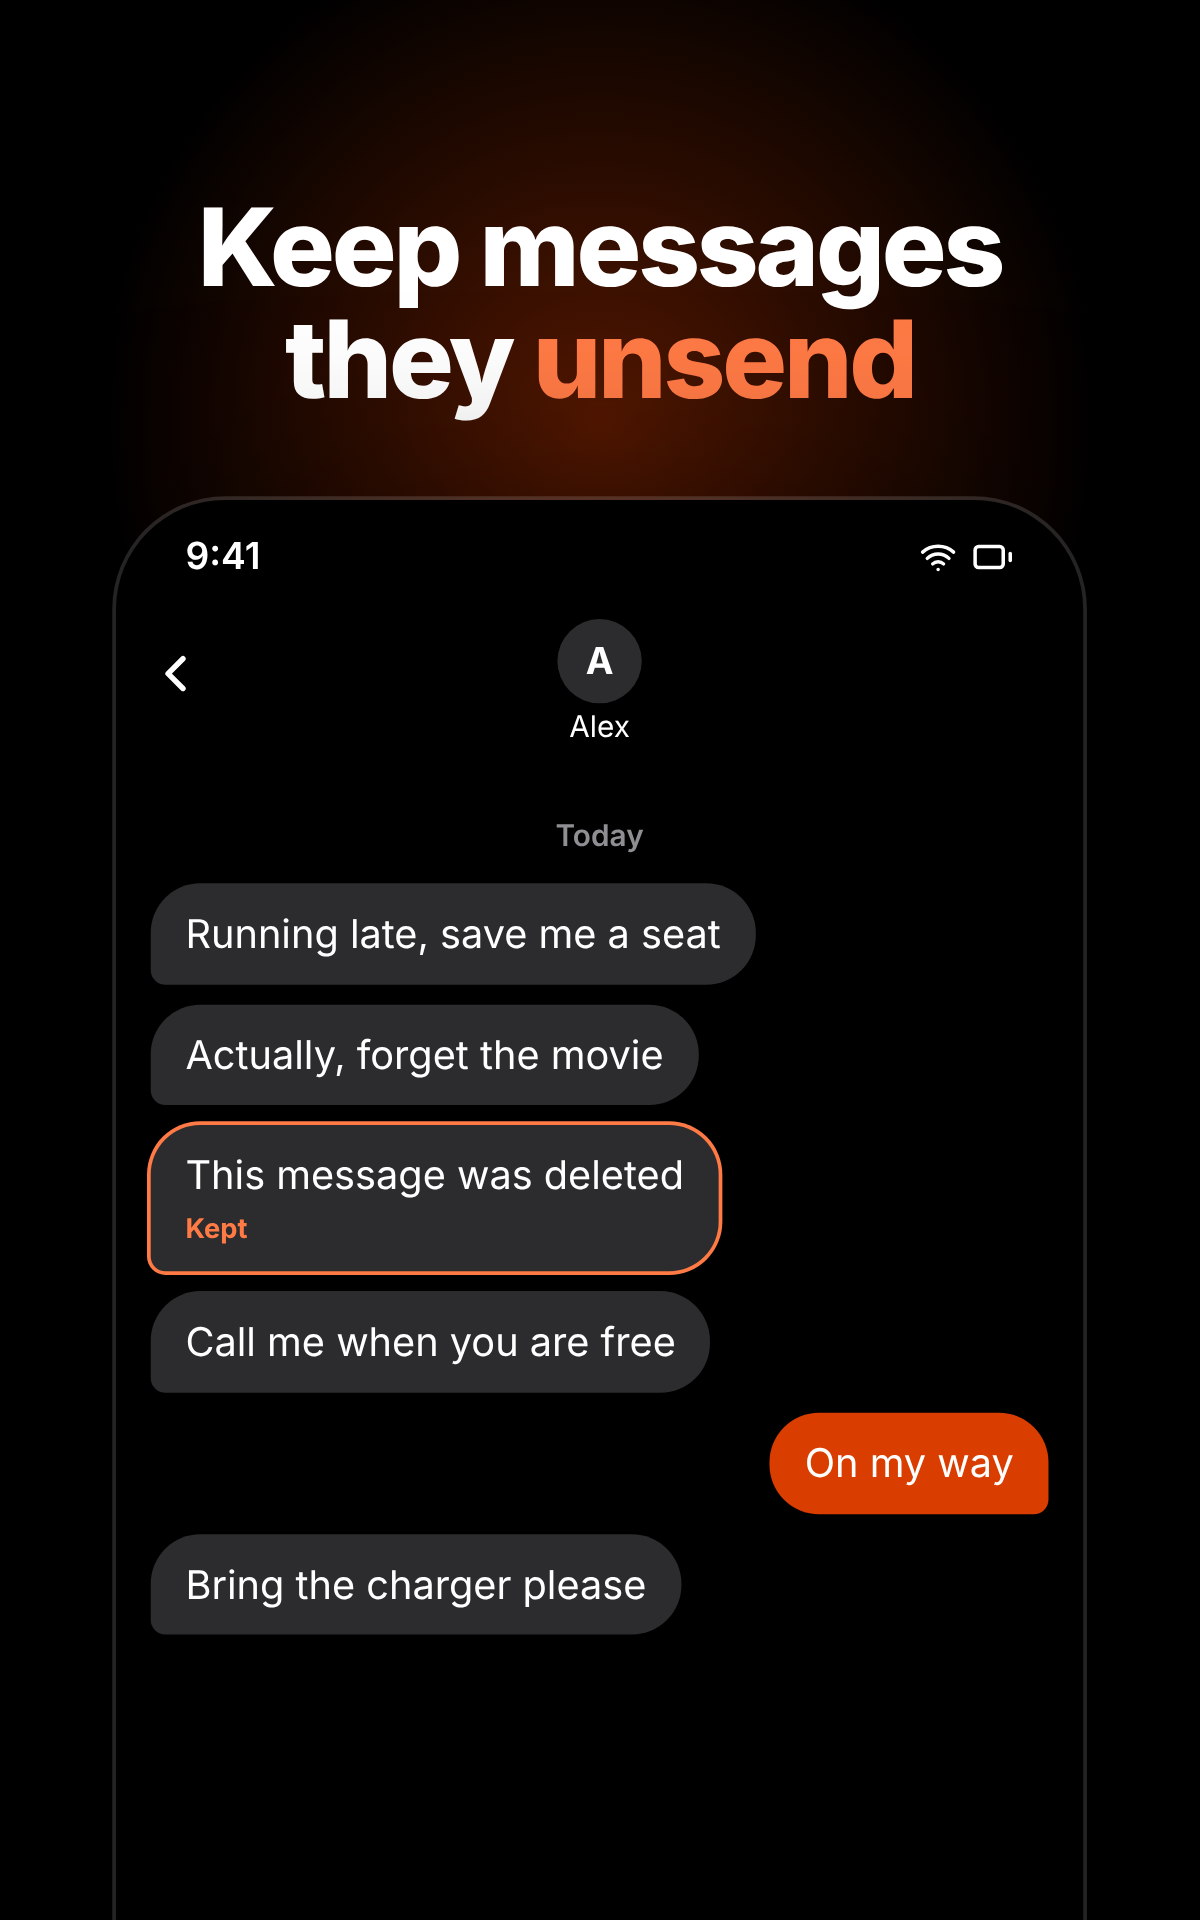 Keep messages
they unsend
9:41
A
Alex
Today
Running late, save me a seat
Actually, forget the movie
This message was deleted
Kept
Call me when you are free
On my way
Bring the charger please